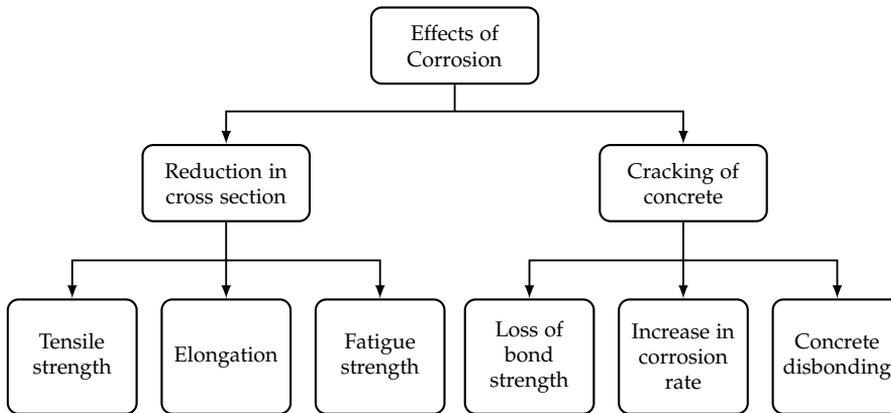 Effects of
Corrosion
Reduction in
cross section
Cracking of
concrete
Tensile
strength
Elongation
Fatigue
strength
Loss of
bond
strength
Increase in
corrosion
rate
Concrete
disbonding